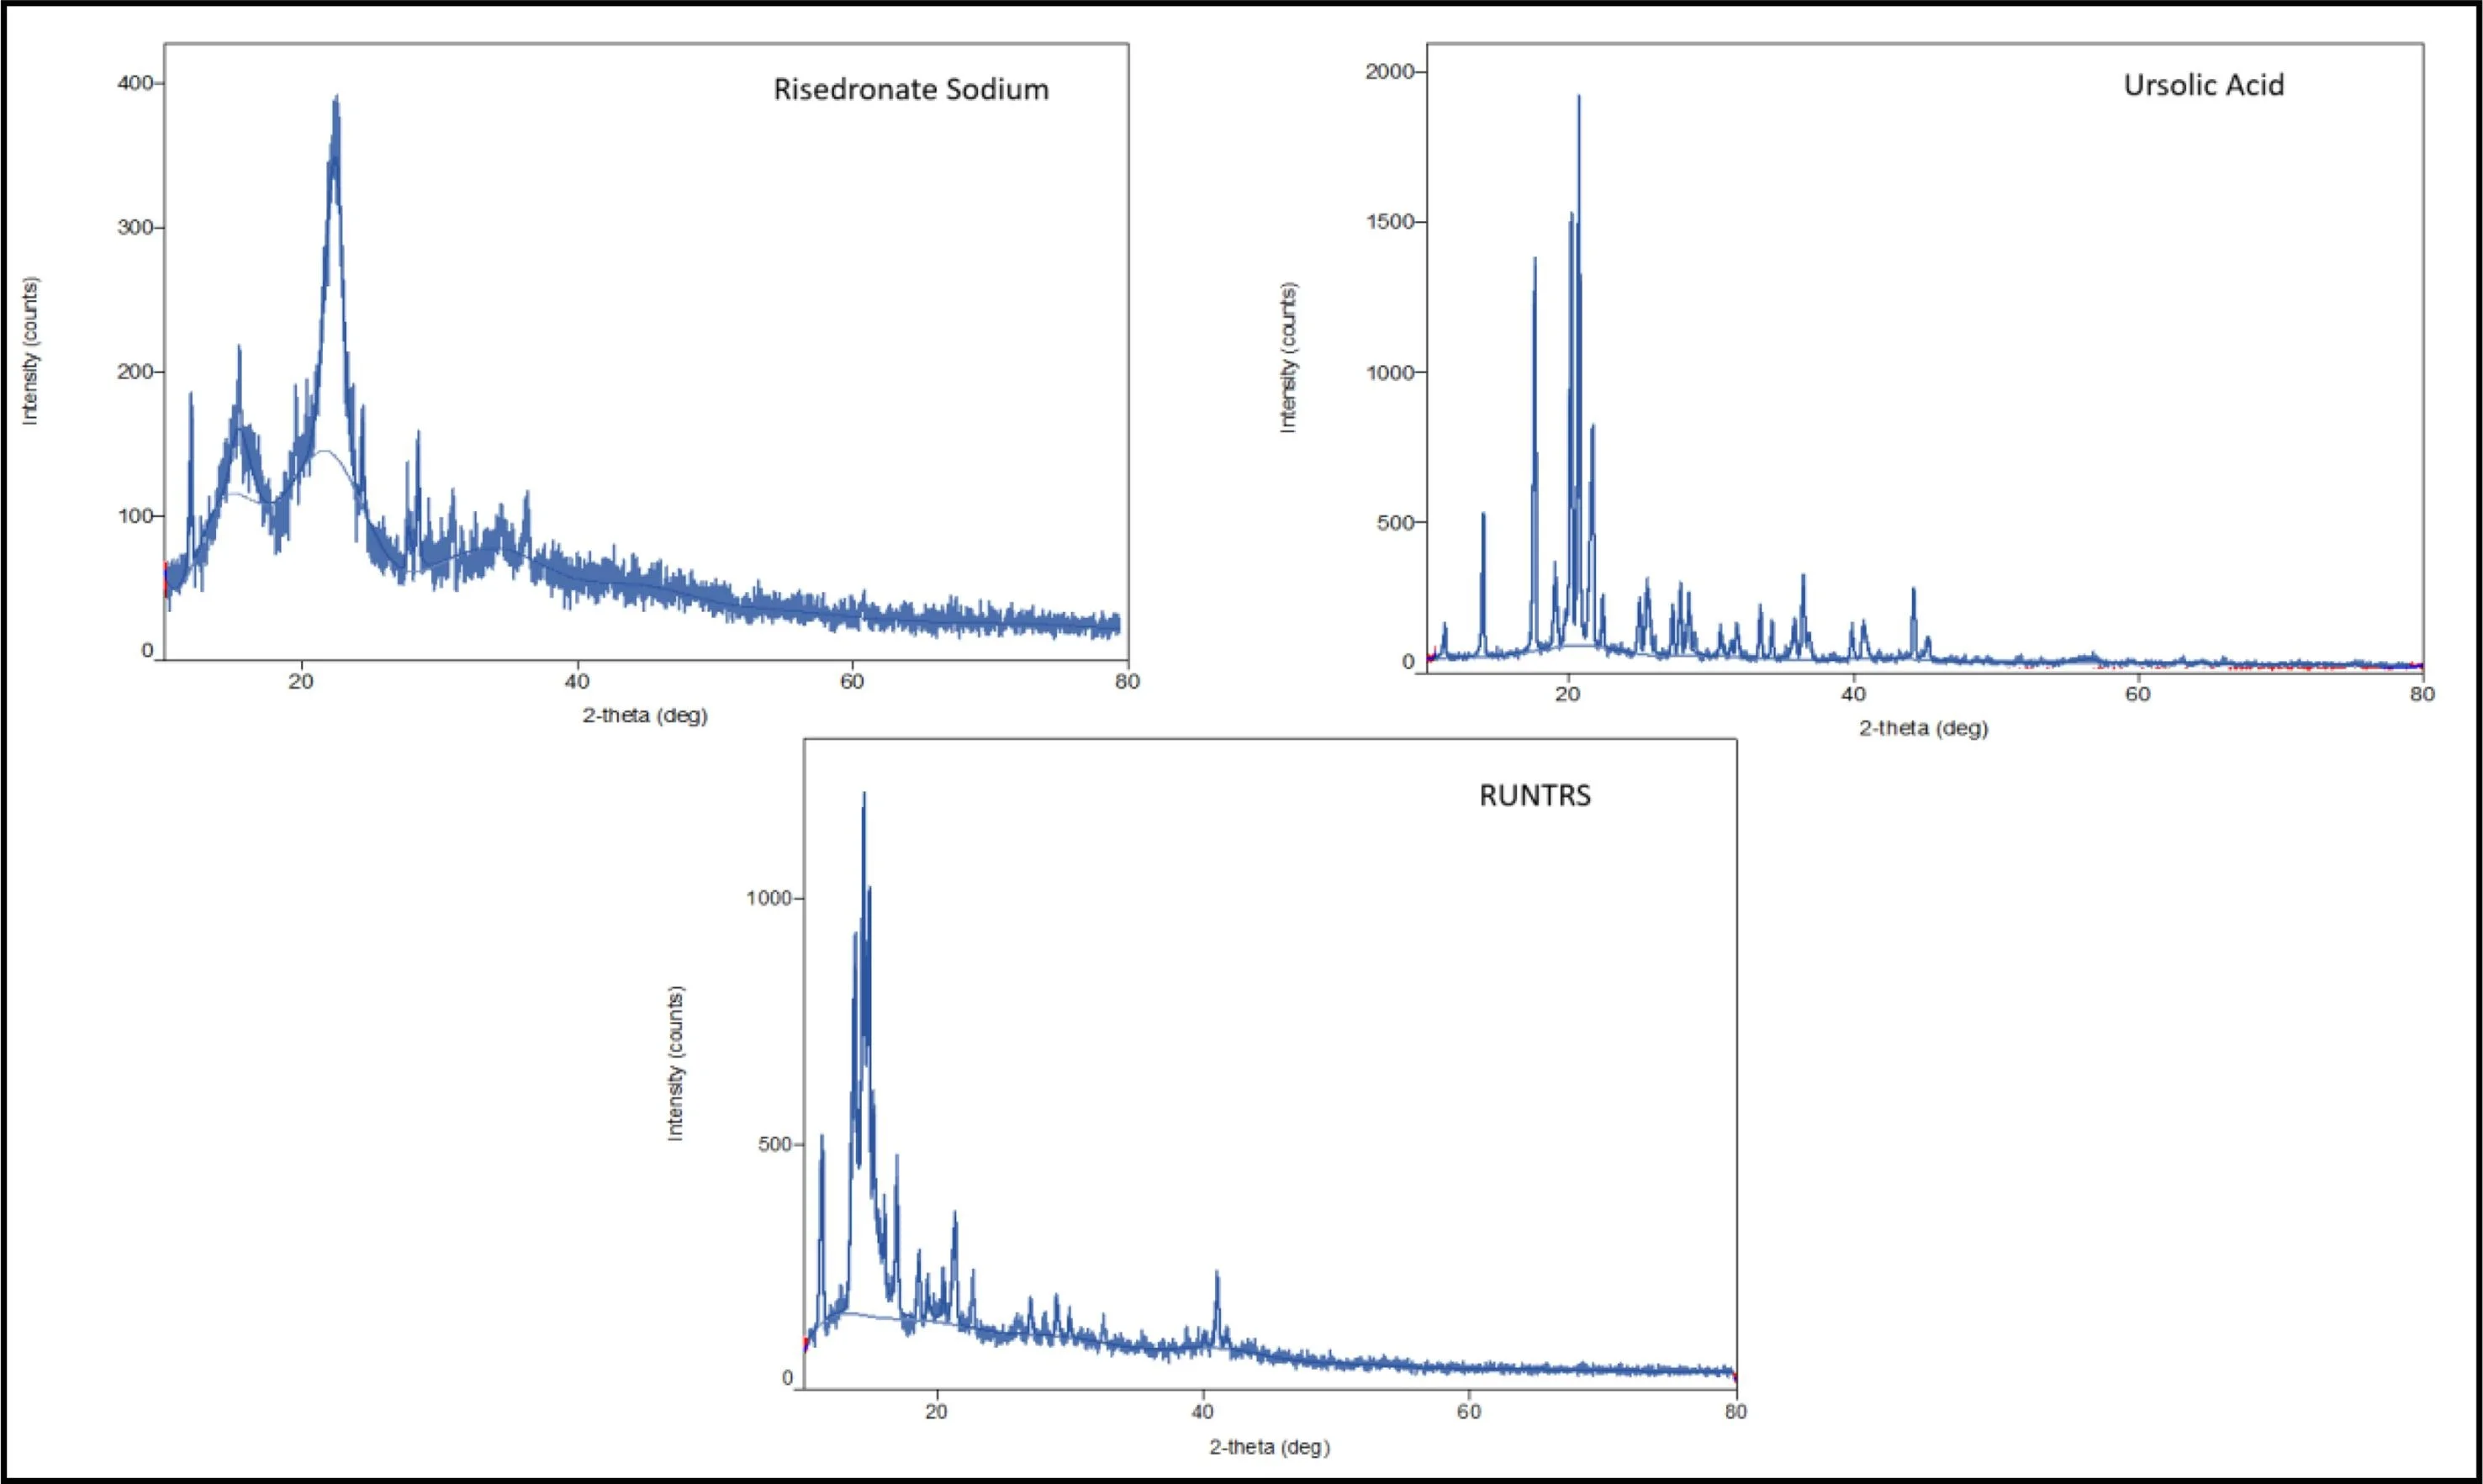 Risedronate Sodium
400
300
200
100
0
20 40 60 80
Intensity (counts)
2-theta (deg)
Ursolic Acid
2000
1500
1000
500
0
20 40 60 80
Intensity (counts)
2-theta (deg)
RUNTRS
1000
500
0
20 40 60 80
Intensity (counts)
2-theta (deg)